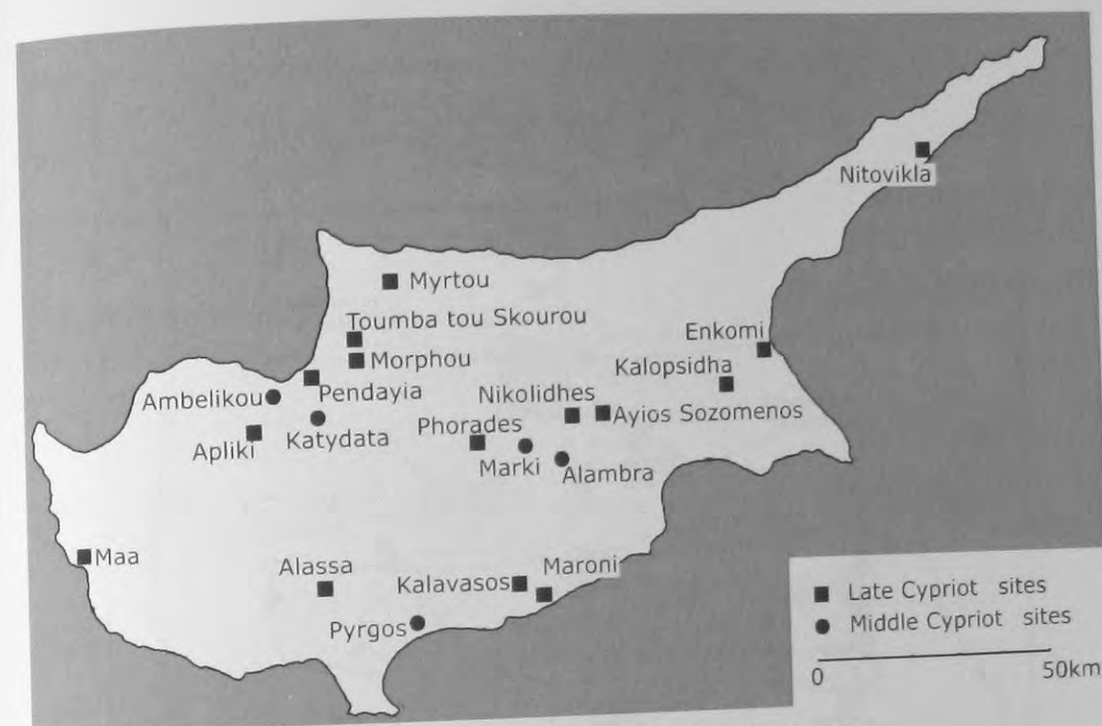 Nitovikla
Myrtou
Toumba tou Skourou
Enkomi
Morphou
Kalopsidha
Pendayia
Nikolidhes
Ambelikou
Ayios Sozomenos
Phorades
Katydata
Apliki
Marki
Alambra
Maa
Alassa
Maroni
Kalavasos
Pyrgos
Late Cypriot sites
Middle Cypriot sites
0 50km